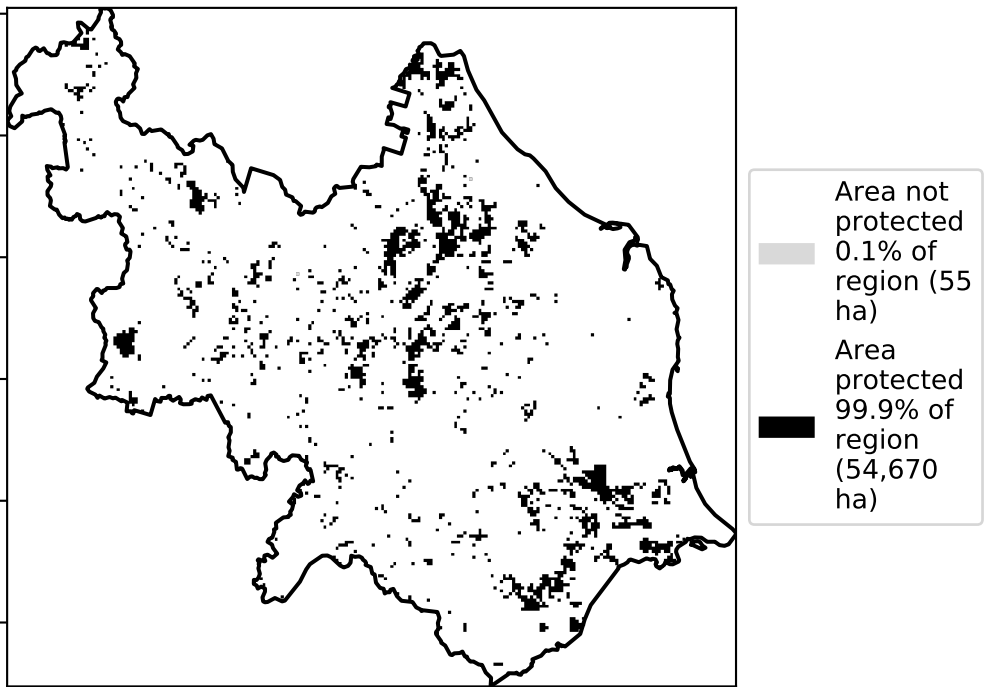 Area not
protected
0.1% of
region (55
ha)
Area
protected
99.9% of
region
(54,670
ha)